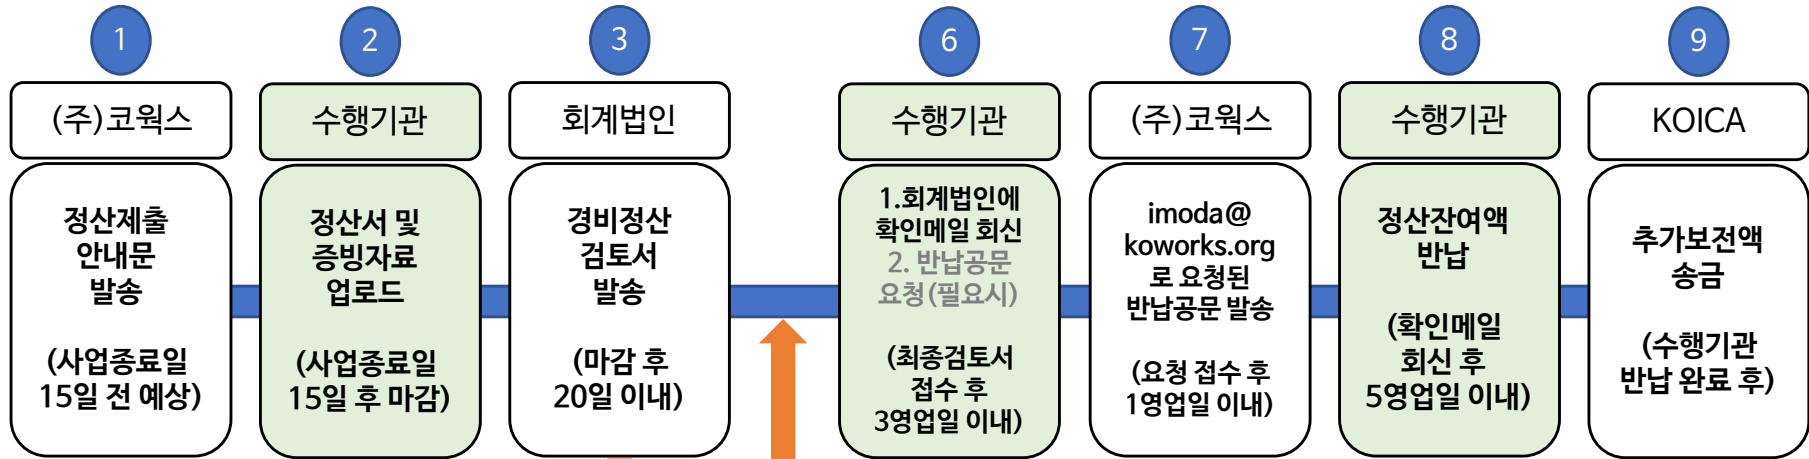 1
(주)코웍스
정산제출
안내문
발송
(사업종료일
15일 전 예상)
2
수행기관
정산서 및
증빙자료
업로드
(사업종료일
15일 후 마감)
3
회계법인
경비정산
검토서
발송
(마감 후
20일 이내)
6
수행기관
1.회계법인에
확인메일 회신
2. 반납공문
요청(필요시)
(최종검토서
접수 후
3영업일 이내)
7
(주)코웍스
imoda@
koworks.org
로 요청된
반납공문 발송
(요청 접수 후
1영업일 이내)
8
수행기관
정산잔여액
반납
(확인메일
회신 후
5영업일 이내)
9
KOICA
추가보전액
송금
(수행기관
반납 완료 후)